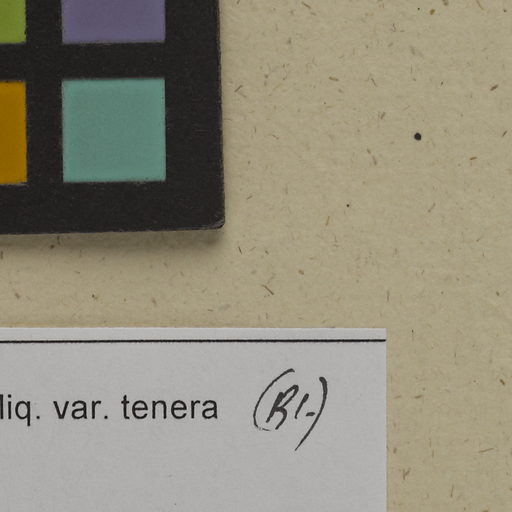 liq. var. tenera (Bl.)